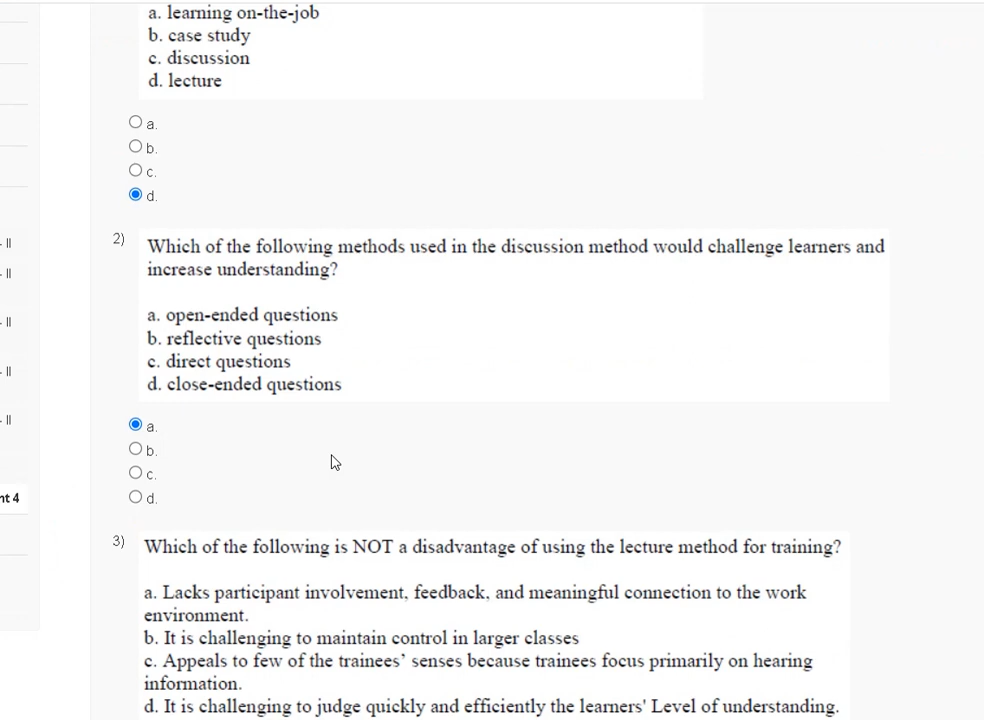 a. learning on-the-job
b. case study
c. discussion
d. lecture
a.
b.
c.
d.
- II
- II
- II
- II
- II
nt 4
2) Which of the following methods used in the discussion method would challenge learners and
increase understanding?
a. open-ended questions
b. reflective questions
c. direct questions
d. close-ended questions
a.
b.
c.
d.
3) Which of the following is NOT a disadvantage of using the lecture method for training?
a. Lacks participant involvement, feedback, and meaningful connection to the work
environment.
b. It is challenging to maintain control in larger classes
c. Appeals to few of the trainees' senses because trainees focus primarily on hearing
information.
d. It is challenging to judge quickly and efficiently the learners' Level of understanding.